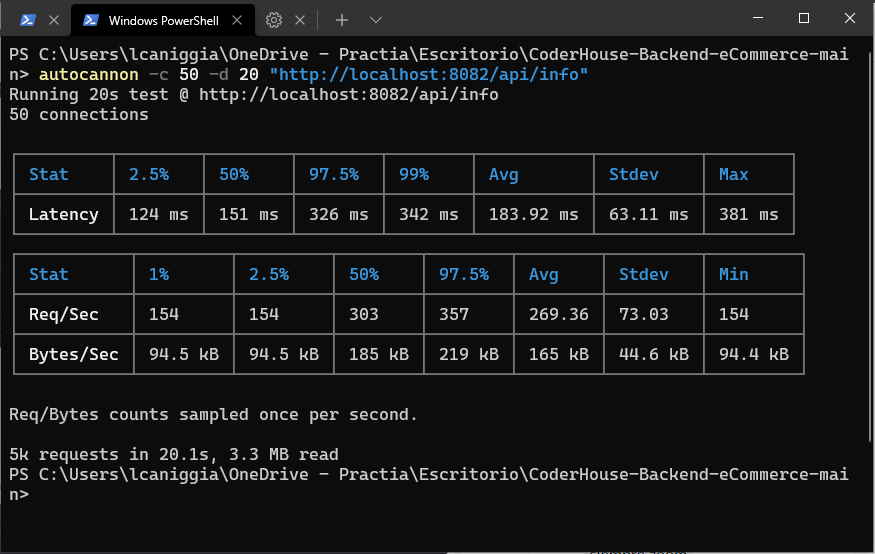 Windows PowerShell
PS C:\Users\lcaniggia\OneDrive - Practia\Escritorio\CoderHouse-Backend-eCommerce-mai
n> autocannon -c 50 -d 20 "http://localhost:8082/api/info"
Running 20s test @ http://localhost:8082/api/info
50 connections
Stat 2.5% 50% 97.5% 99% Avg Stdev Max
Latency 124 ms 151 ms 326 ms 342 ms 183.92 ms 63.11 ms 381 ms
Stat 1% 2.5% 50% 97.5% Avg Stdev Min
Req/Sec 154 154 303 357 269.36 73.03 154
Bytes/Sec 94.5 kB 94.5 kB 185 kB 219 kB 165 kB 44.6 kB 94.4 kB
Req/Bytes counts sampled once per second.
5k requests in 20.1s, 3.3 MB read
PS C:\Users\lcaniggia\OneDrive - Practia\Escritorio\CoderHouse-Backend-eCommerce-mai
n>